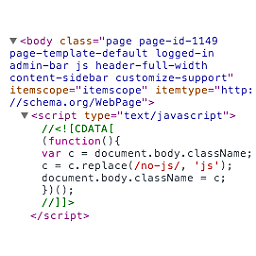 ▼<body class="page page-id-1149
page-template-default logged-in
admin-bar js header-full-width
content-sidebar customize-support"
itemscope="itemscope" itemtype="http:
//schema.org/WebPage">
▼<script type="text/javascript">
//<![CDATA[
(function(){
var c = document.body.className;
c = c.replace(/no-js/, 'js');
document.body.className = c;
})();
//]]>
</script>